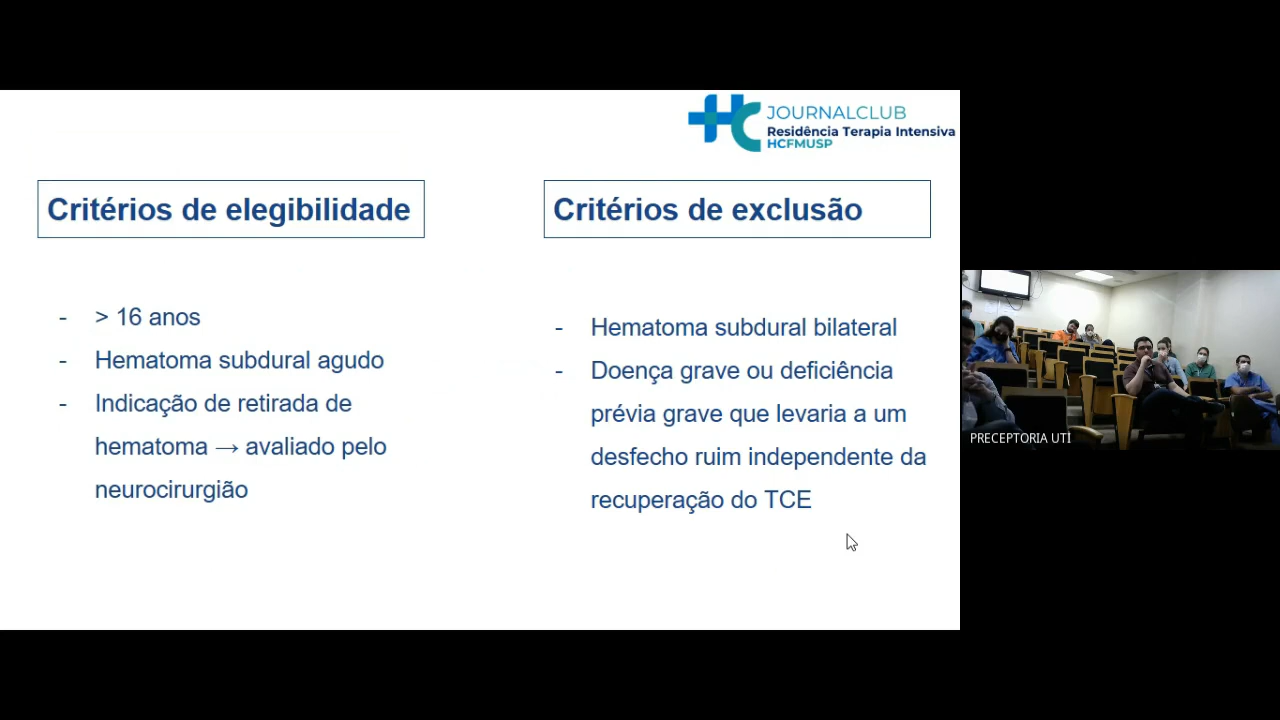 JOURNALCLUB
Residência Terapia Intensiva
HCFMUSP
Critérios de elegibilidade
- > 16 anos
- Hematoma subdural agudo
- Indicação de retirada de
hematoma → avaliado pelo
neurocirurgião
Critérios de exclusão
- Hematoma subdural bilateral
- Doença grave ou deficiência
prévia grave que levaria a um
desfecho ruim independente da
recuperação do TCE
PRECEPTORIA UTI